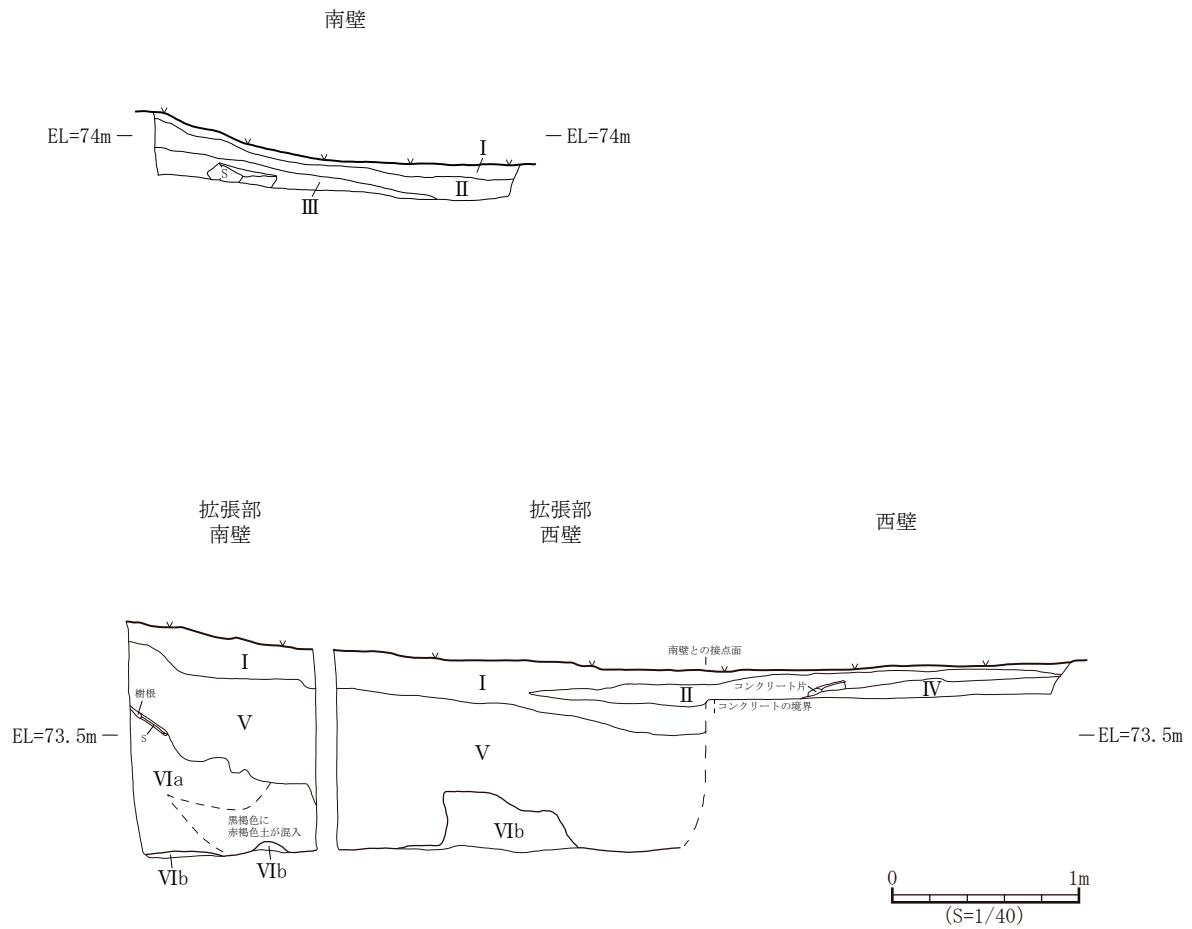 南壁
EL=74m
EL=74m
I
S
II
III
拡張部
南壁
拡張部
西壁
西壁
I
I
南壁との接点面
II
コンクリート片
IV
コンクリートの境界
樹根
S
V
V
EL=73.5m
EL=73.5m
VIa
黒褐色に
赤褐色土が混入
VIb
VIb
VIb
0
1m
(S=1/40)